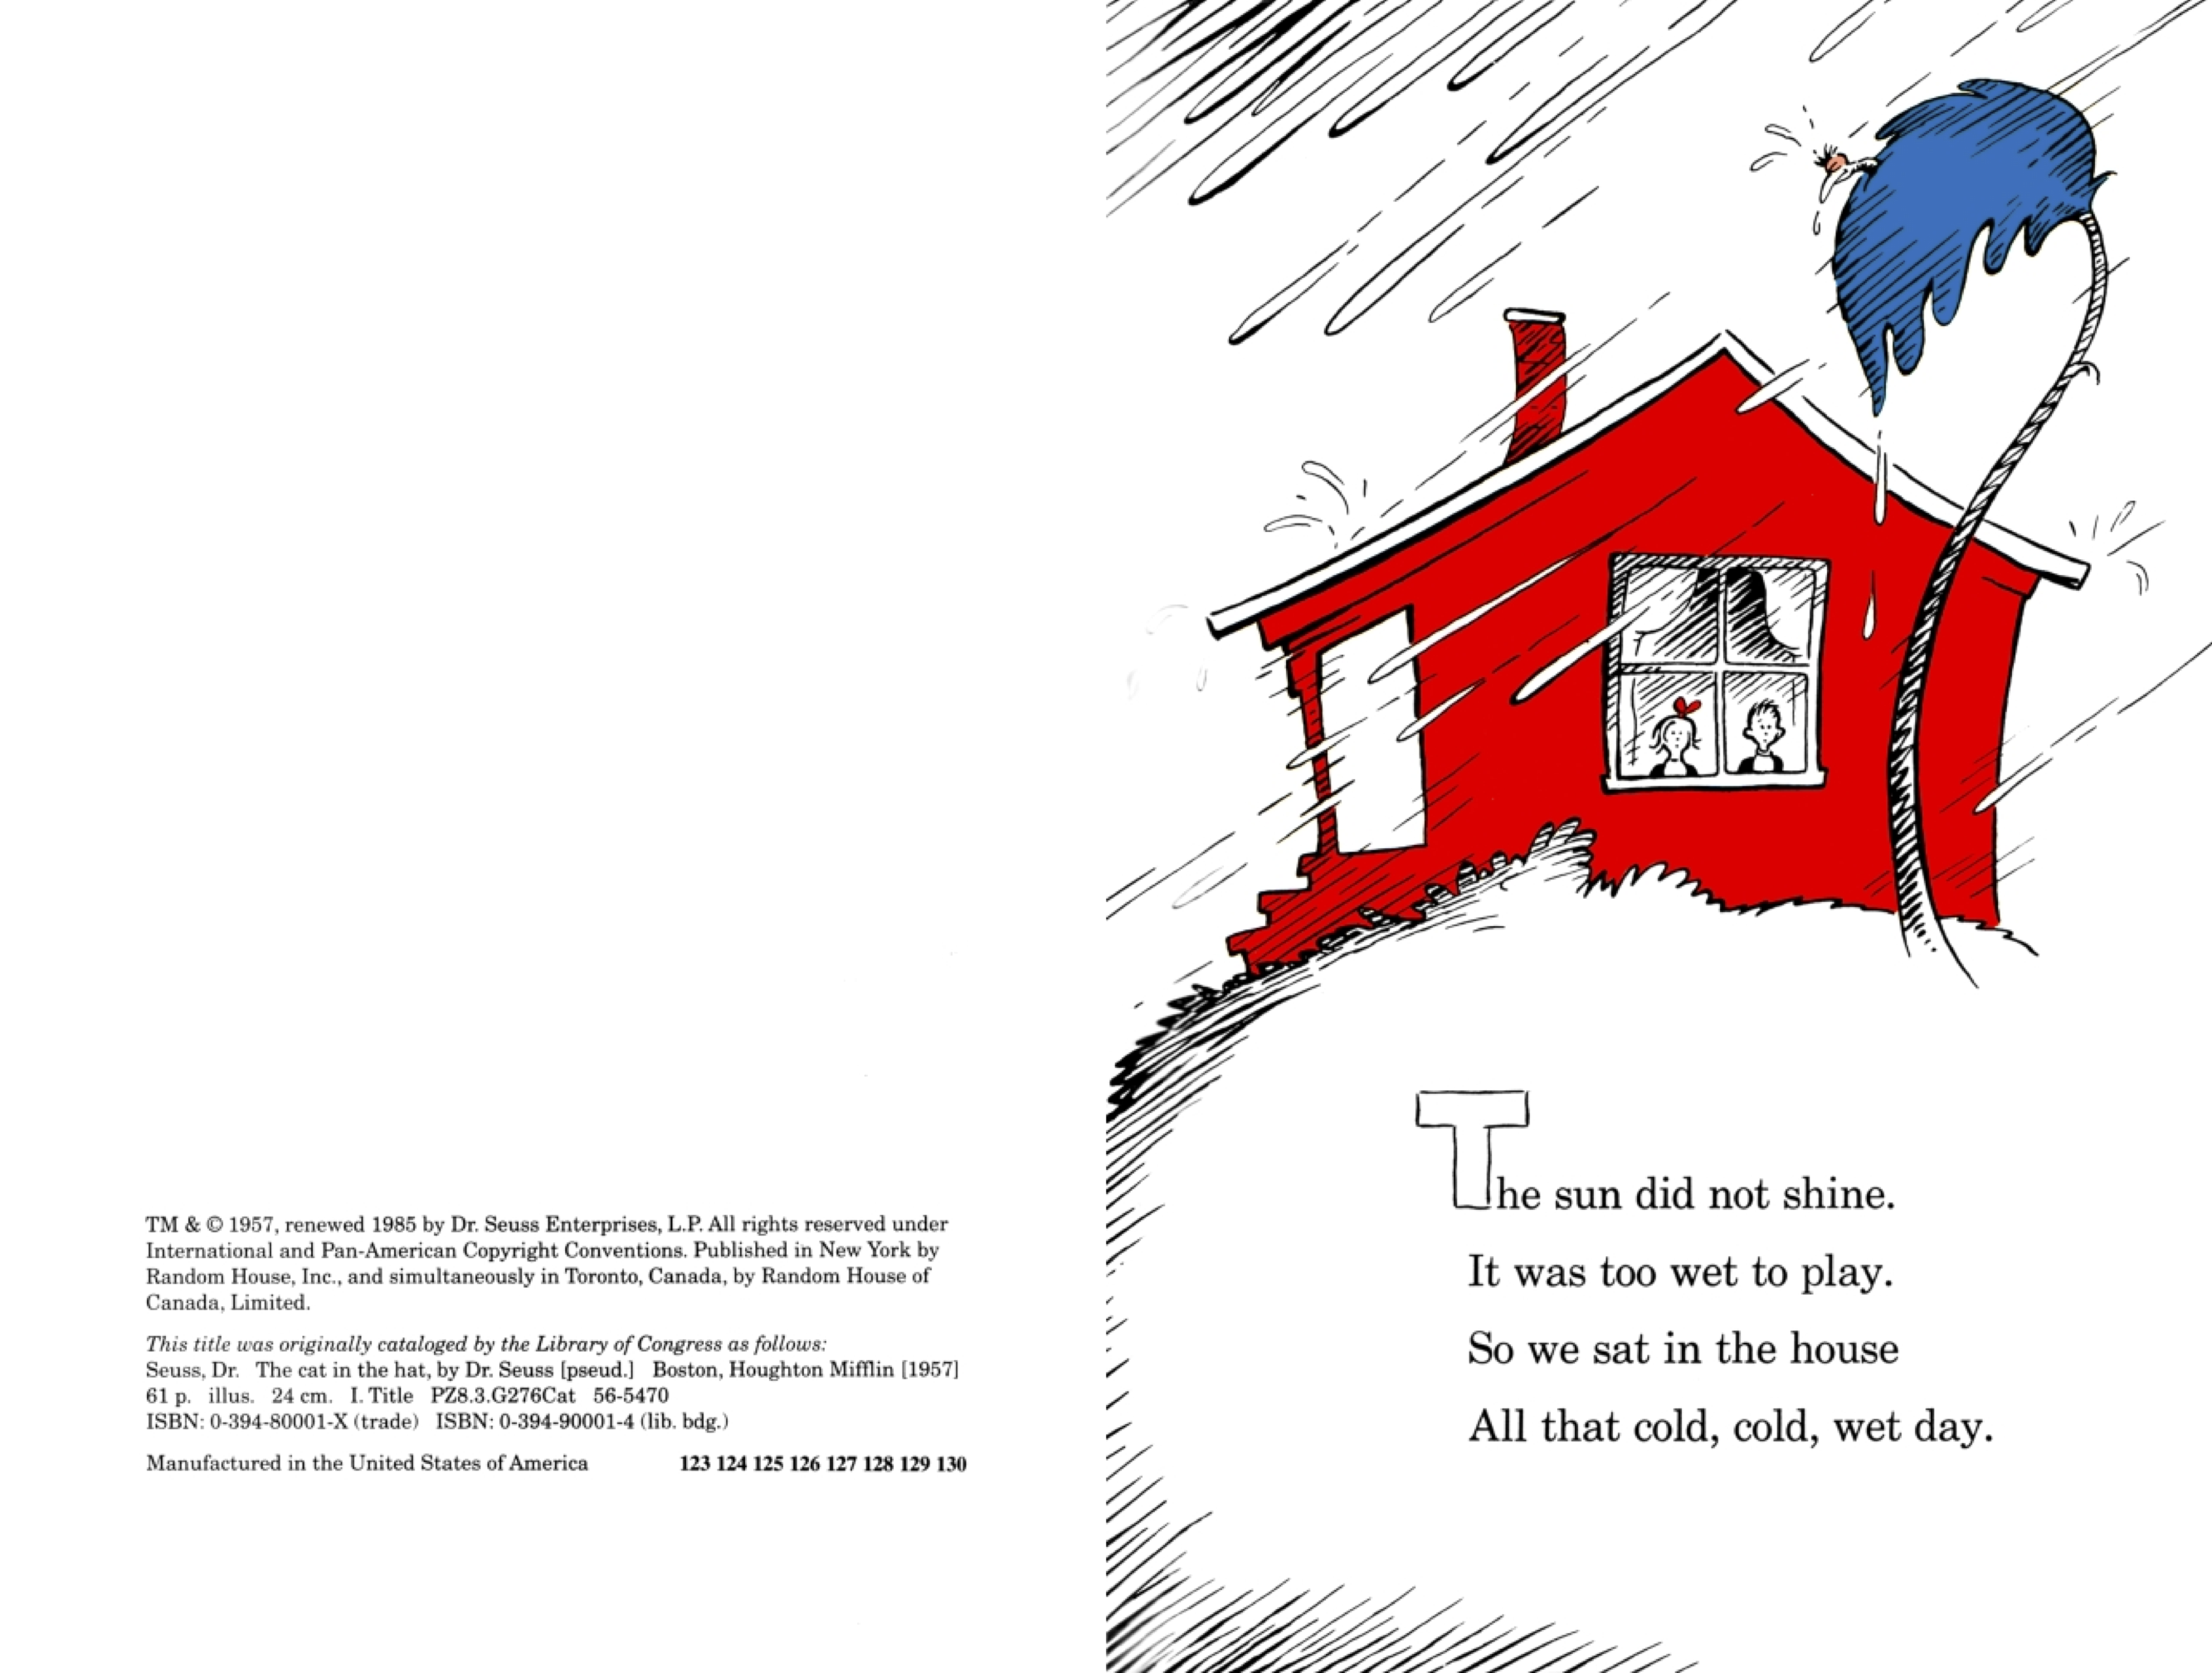 TM & © 1957, renewed 1985 by Dr. Seuss Enterprises, L.P. All rights reserved under
International and Pan-American Copyright Conventions. Published in New York by
Random House, Inc., and simultaneously in Toronto, Canada, by Random House of
Canada, Limited.
This title was originally cataloged by the Library of Congress as follows:
Seuss, Dr. The cat in the hat, by Dr. Seuss [pseud.] Boston, Houghton Mifflin [1957]
61 p. illus. 24 cm. I. Title PZ8.3.G276Cat 56-5470
ISBN: 0-394-80001-X (trade) ISBN: 0-394-90001-4 (lib. bdg.)
Manufactured in the United States of America 123 124 125 126 127 128 129 130
The sun did not shine.
It was too wet to play.
So we sat in the house
All that cold, cold, wet day.